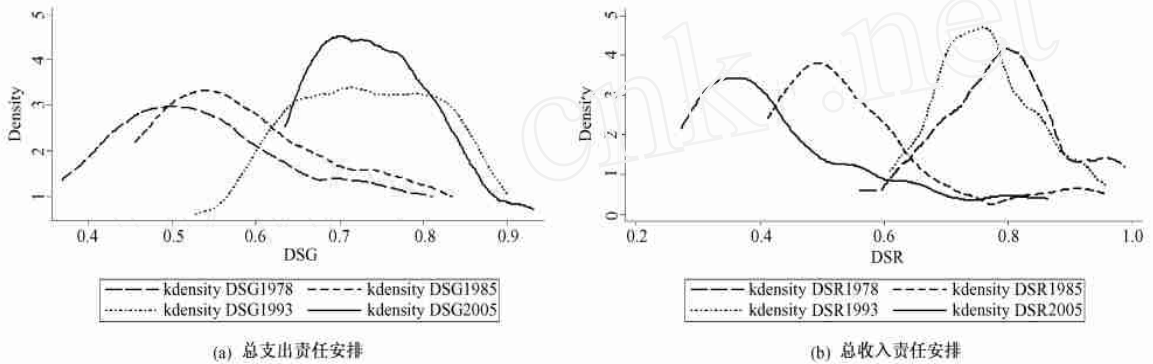 cnk .net
5
4
3
2
1
Density
0.4 0.5 0.6 0.7 0.8 0.9
DSG
kdensity DSG1978 kdensity DSG1985
kdensity DSG1993 kdensity DSG2005
(a) 总支出责任安排
5
4
3
2
1
0
Density
0.2 0.4 0.6 0.8 1.0
DSR
kdensity DSR1978 kdensity DSR1985
kdensity DSR1993 kdensity DSR2005
(b) 总收入责任安排